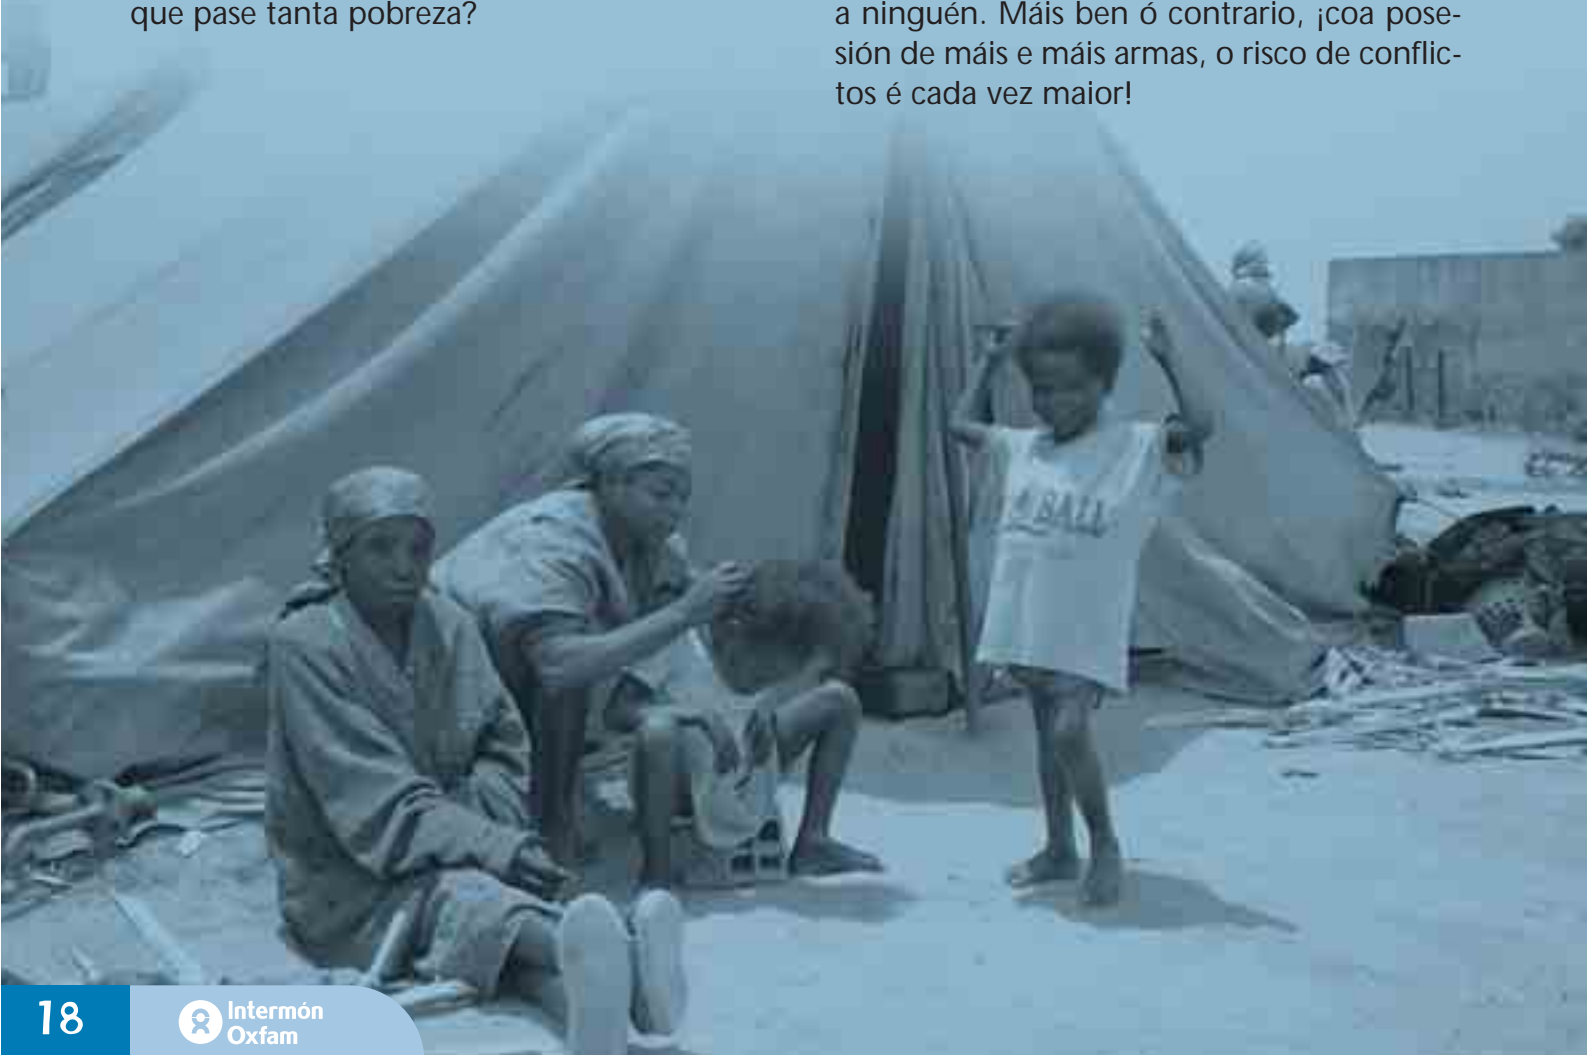 que pase tanta pobreza?
a ninguén. Máis ben ó contrario, ¡coa pose-
sión de máis e máis armas, o risco de conflic-
tos é cada vez maior!
BALL
18
Intermón
Oxfam